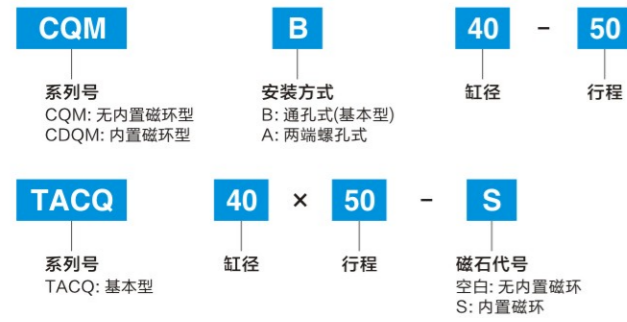 CQM B 40 - 50
系列号 安装方式 缸径 行程
CQM: 无内置磁环型 B: 通孔式(基本型)
CDQM: 内置磁环型 A: 两端螺孔式
TACQ 40 × 50 - S
系列号 缸径 行程 磁石代号
TACQ: 基本型 空白: 无内置磁环
S: 内置磁环